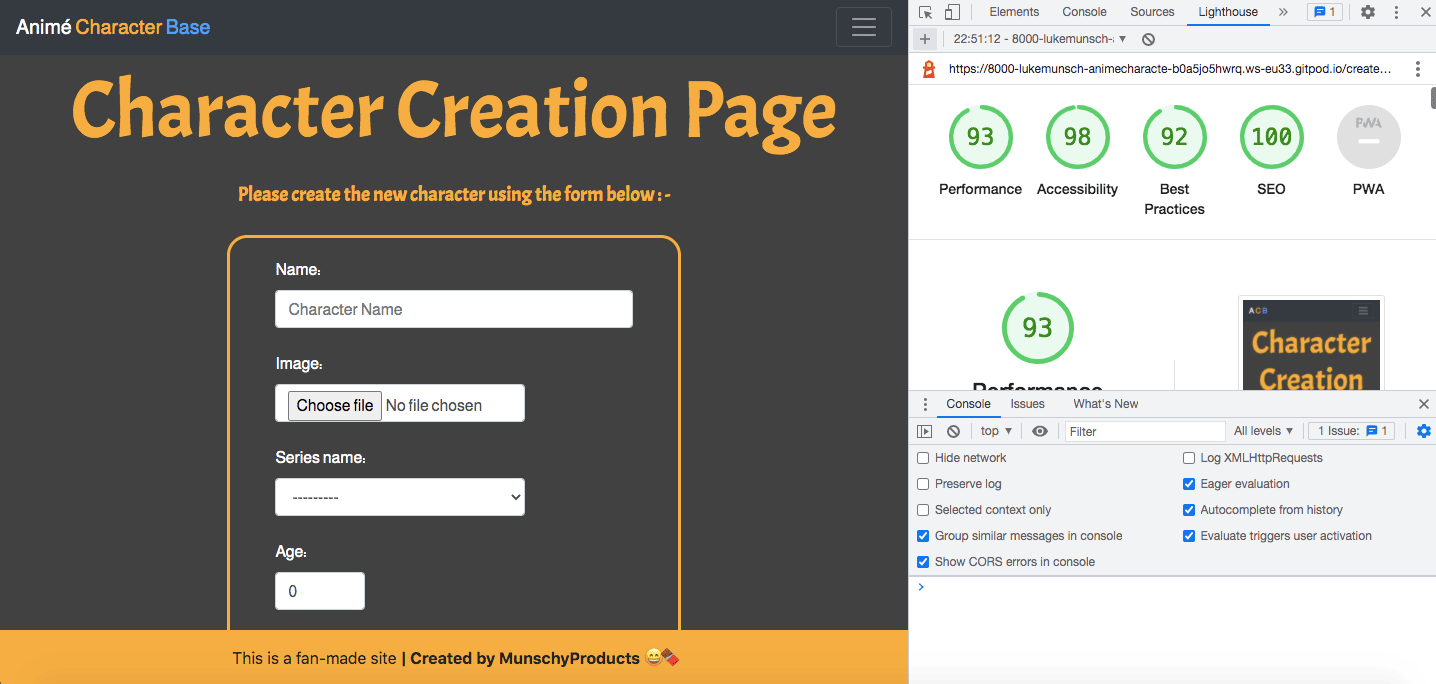 Animé Character Base
Character Creation Page
Please create the new character using the form below : -
Name:
Character Name
Image:
Choose file No file chosen
Series name:
---------
Age:
0
This is a fan-made site | Created by MunschyProducts 😄🍫
Elements Console Sources Lighthouse » 1
22:51:12 - 8000-lukemunsch-
https://8000-lukemunsch-animecharacte-b0a5jo5hwrq.ws-eu33.gitpod.io/create…
93 98 92 100 PWA
Performance Accessibility Best Practices SEO PWA
93
Performance
A C B
Character
Creation
Console Issues What's New
top Filter All levels 1 Issue: 1
Hide network Log XMLHttpRequests
Preserve log Eager evaluation
Selected context only Autocomplete from history
Group similar messages in console Evaluate triggers user activation
Show CORS errors in console